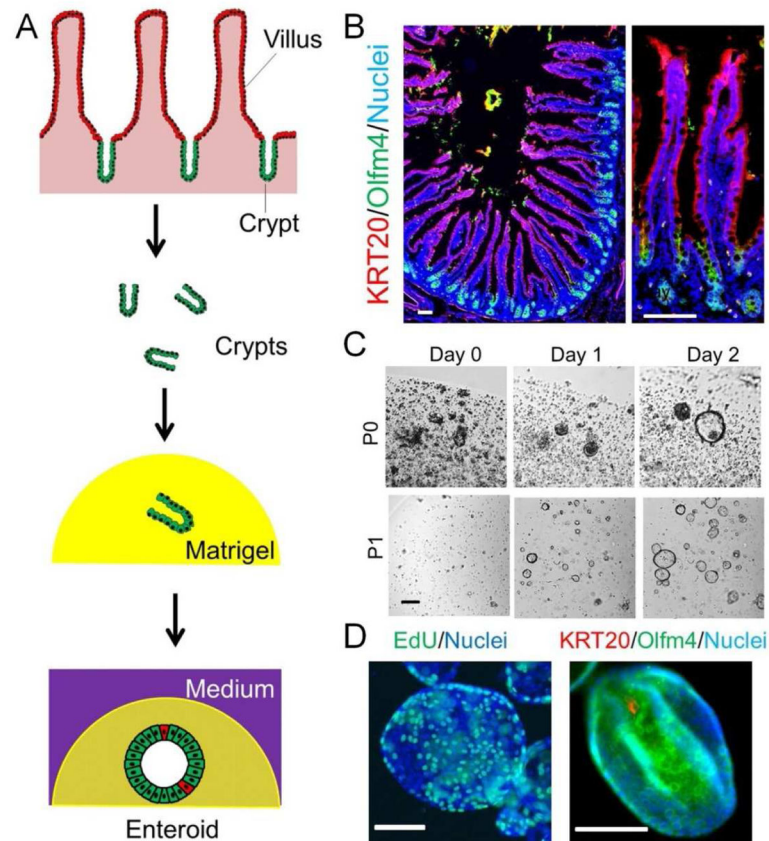 A
Villus
Crypt
Crypts
Matrigel
Medium
Enteroid
B
KRT20/Olfm4/Nuclei
C
Day 0
Day 1
Day 2
P0
P1
D
EdU/Nuclei
KRT20/Olfm4/Nuclei